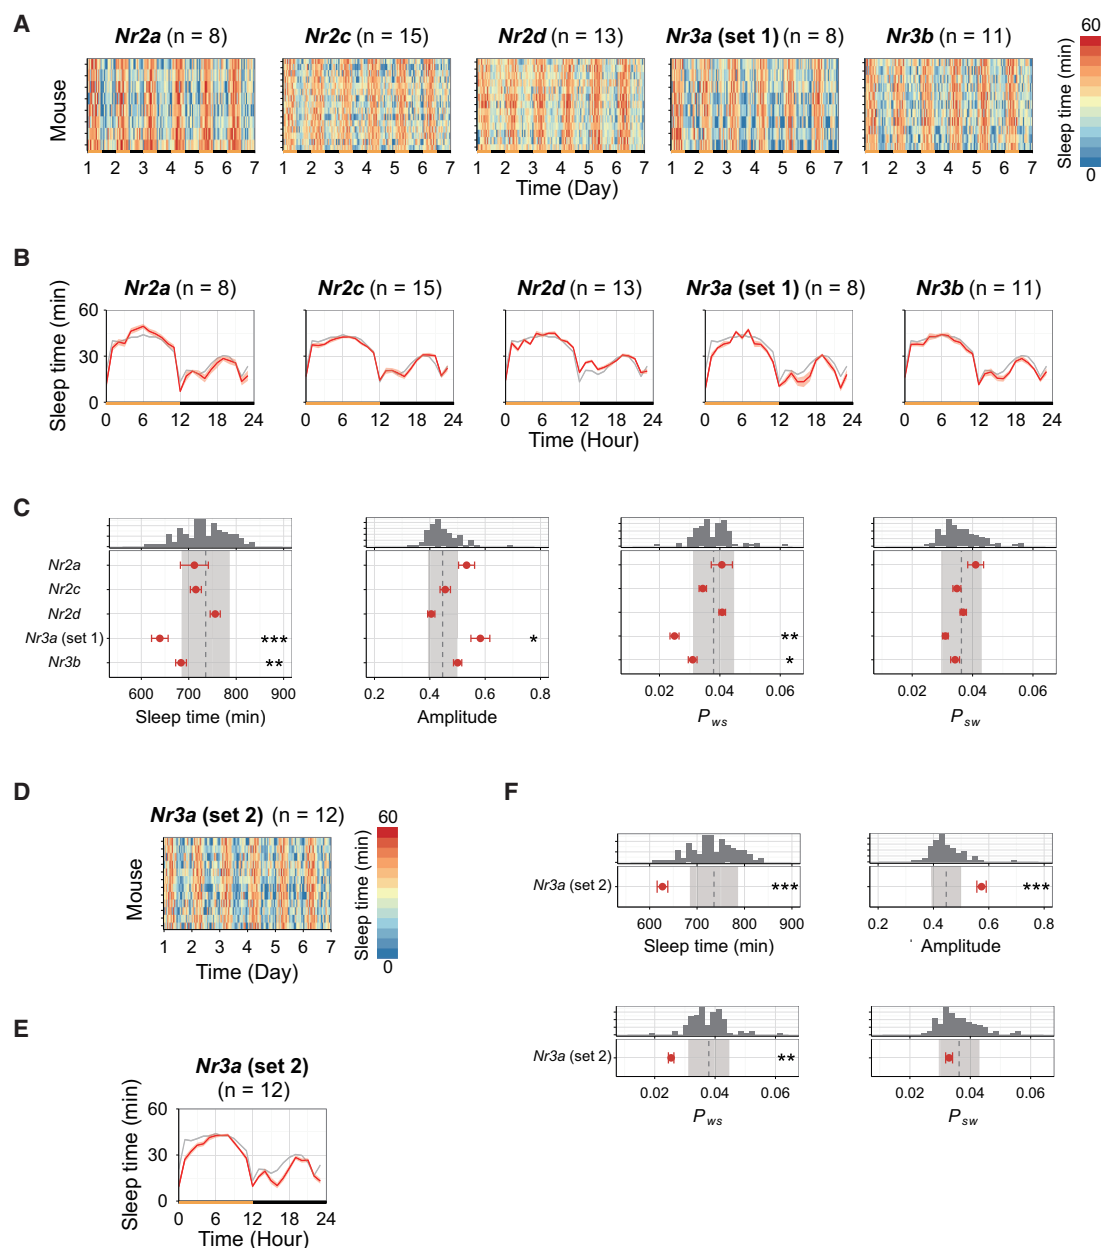 A
Nr2a (n = 8)
Nr2c (n = 15)
Nr2d (n = 13)
Nr3a (set 1) (n = 8)
Nr3b (n = 11)
60
Sleep time (min)
0
Mouse
1 2 3 4 5 6 7
1 2 3 4 5 6 7
1 2 3 4 5 6 7
1 2 3 4 5 6 7
1 2 3 4 5 6 7
Time (Day)
B
Nr2a (n = 8)
Nr2c (n = 15)
Nr2d (n = 13)
Nr3a (set 1) (n = 8)
Nr3b (n = 11)
Sleep time (min)
60
30
0
0 6 12 18 24
0 6 12 18 24
0 6 12 18 24
0 6 12 18 24
0 6 12 18 24
Time (Hour)
C
Nr2a
Nr2c
Nr2d
Nr3a (set 1)
Nr3b
***
**
*
**
*
600 700 800 900
0.2 0.4 0.6 0.8
0.02 0.04 0.06
0.02 0.04 0.06
Sleep time (min)
Amplitude
Pws
Psw
D
Nr3a (set 2) (n = 12)
60
Sleep time (min)
0
Mouse
1 2 3 4 5 6 7
Time (Day)
E
Nr3a (set 2)
(n = 12)
Sleep time (min)
60
30
0
0 6 12 18 24
Time (Hour)
F
Nr3a (set 2)
***
***
600 700 800 900
0.2 0.4 0.6 0.8
Sleep time (min)
Amplitude
Nr3a (set 2)
**
0.02 0.04 0.06
0.02 0.04 0.06
Pws
Psw